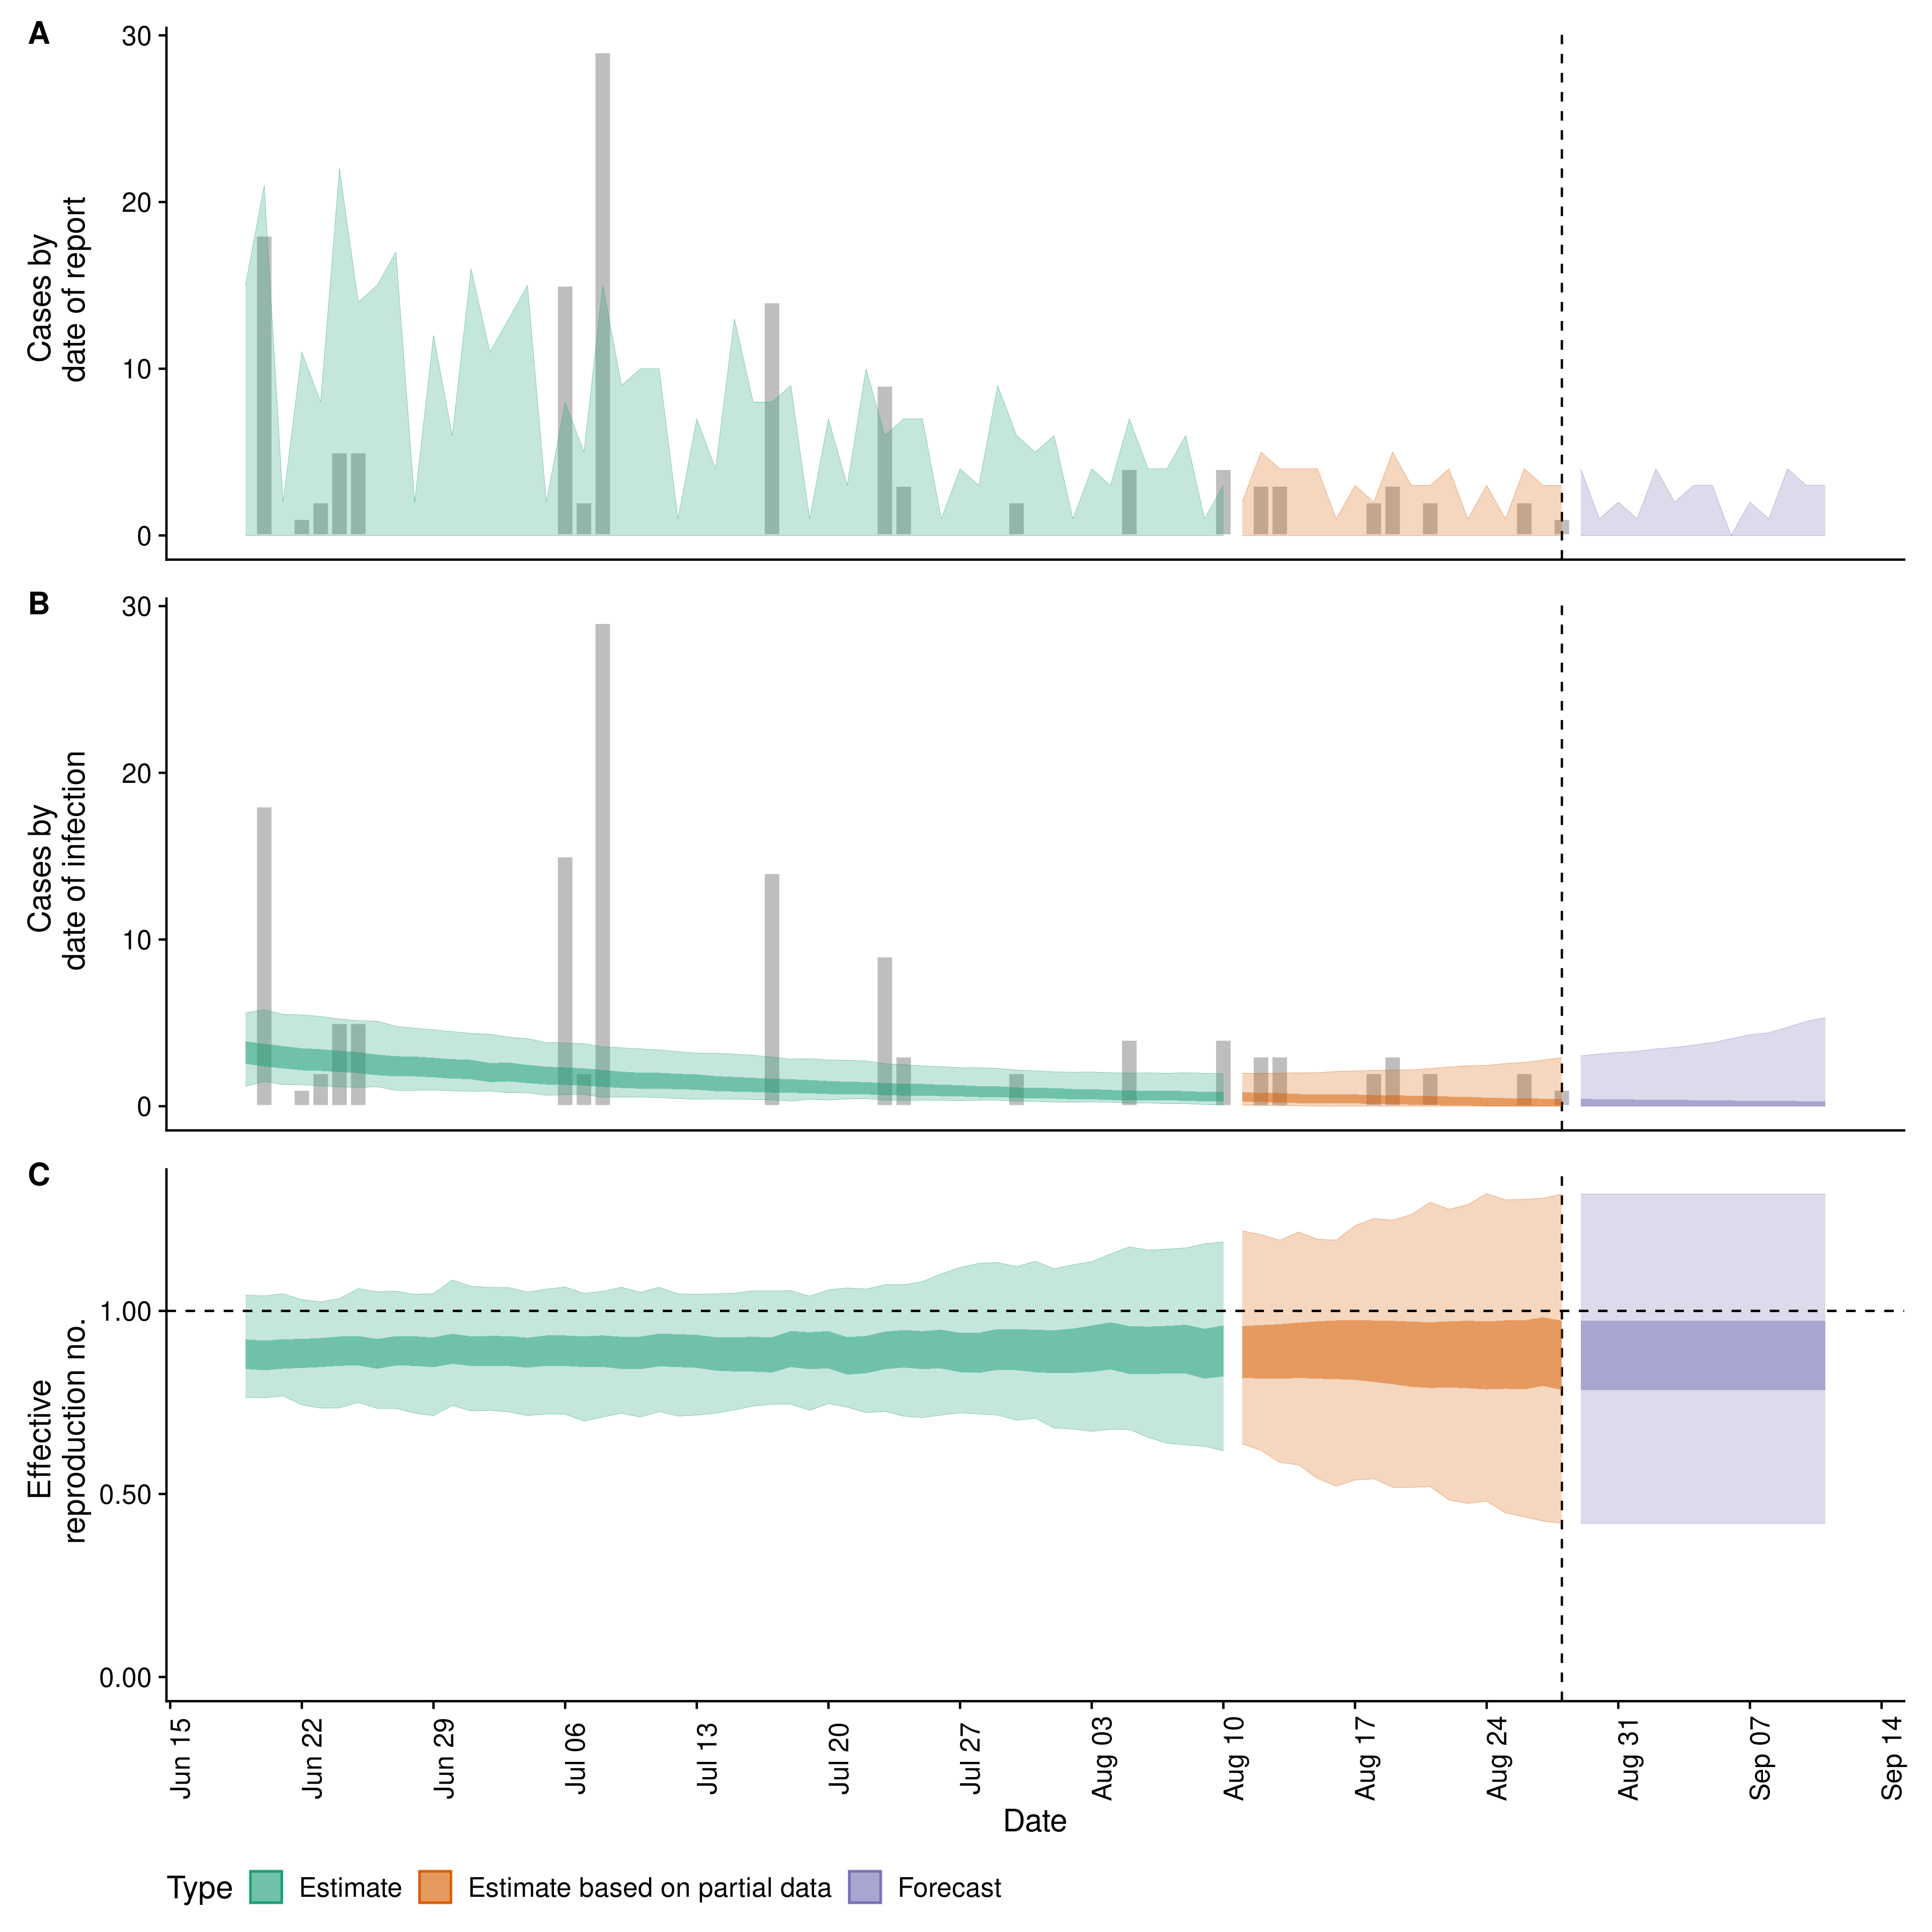 A
30
20
10
0
Cases by
date of report
B
30
20
10
0
Cases by
date of infection
C
1.00
0.50
0.00
Effective
reproduction no.
Jun 15
Jun 22
Jun 29
Jul 06
Jul 13
Jul 20
Jul 27
Aug 03
Aug 10
Aug 17
Aug 24
Aug 31
Sep 07
Sep 14
Date
Type Estimate Estimate based on partial data Forecast